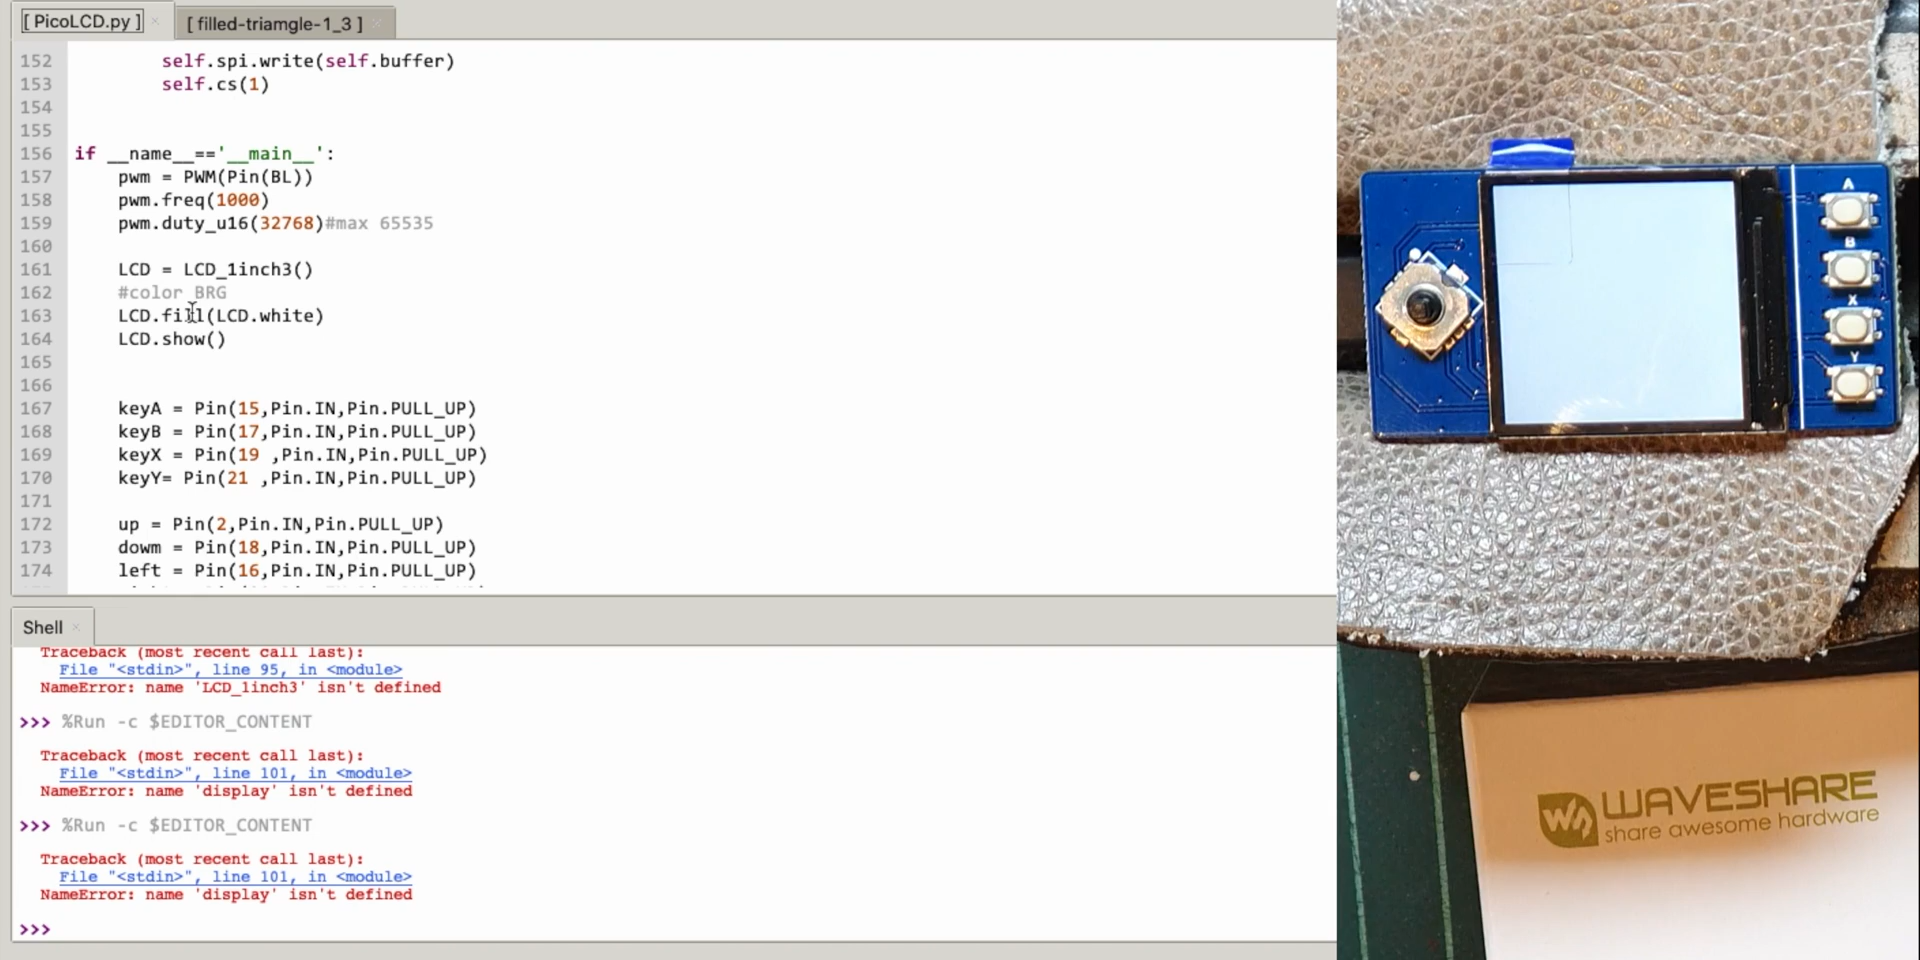 [ PicoLCD.py ]
[ filled-triamgle-1_3 ]
152 self.spi.write(self.buffer)
153 self.cs(1)
154
155
156 if __name__=='__main__':
157 pwm = PWM(Pin(BL))
158 pwm.freq(1000)
159 pwm.duty_u16(32768)#max 65535
160
161 LCD = LCD_1inch3()
162 #color BRG
163 LCD.fill(LCD.white)
164 LCD.show()
165
166
167 keyA = Pin(15,Pin.IN,Pin.PULL_UP)
168 keyB = Pin(17,Pin.IN,Pin.PULL_UP)
169 keyX = Pin(19 ,Pin.IN,Pin.PULL_UP)
170 keyY= Pin(21 ,Pin.IN,Pin.PULL_UP)
171
172 up = Pin(2,Pin.IN,Pin.PULL_UP)
173 dowm = Pin(18,Pin.IN,Pin.PULL_UP)
174 left = Pin(16,Pin.IN,Pin.PULL_UP)
Shell
Traceback (most recent call last):
File "<stdin>", line 95, in <module>
NameError: name 'LCD_1inch3' isn't defined
>>> %Run -c $EDITOR_CONTENT
Traceback (most recent call last):
File "<stdin>", line 101, in <module>
NameError: name 'display' isn't defined
>>> %Run -c $EDITOR_CONTENT
Traceback (most recent call last):
File "<stdin>", line 101, in <module>
NameError: name 'display' isn't defined
>>>
A
B
X
Y
WAVESHARE
share awesome hardware